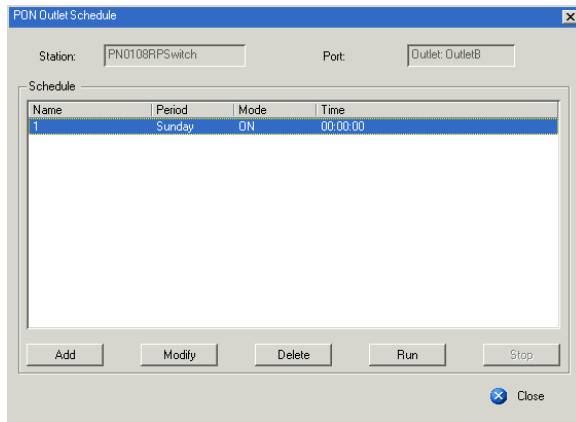 PON Outlet Schedule
Station: PN0108RPSwitch Port: Outlet: OutletB
Schedule
Name Period Mode Time
1 Sunday ON 00:00:00
Add Modify Delete Run Stop
Close